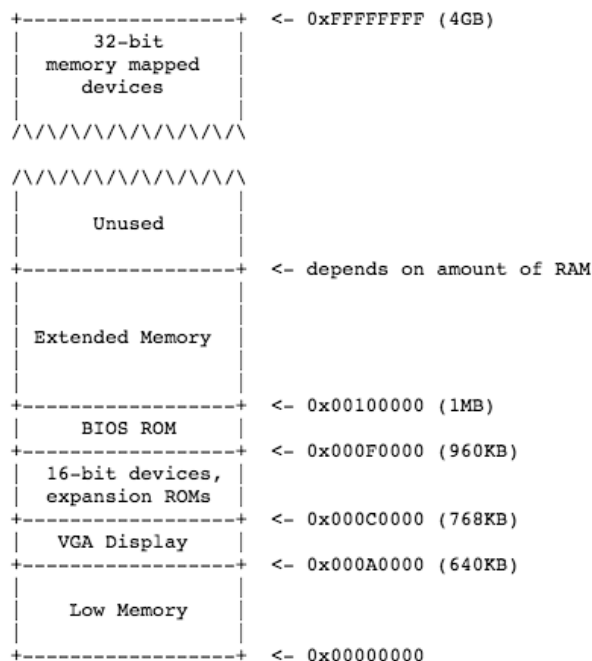 +------------------+  <- 0xFFFFFFFF (4GB)
|      32-bit      |
|  memory mapped   |
|     devices      |
|                  |
/\/\/\/\/\/\/\/\/\/\
/\/\/\/\/\/\/\/\/\/\
|                  |
|      Unused      |
|                  |
+------------------+  <- depends on amount of RAM
|                  |
|                  |
| Extended Memory  |
|                  |
|                  |
+------------------+  <- 0x00100000 (1MB)
|     BIOS ROM     |
+------------------+  <- 0x000F0000 (960KB)
|  16-bit devices, |
|  expansion ROMs  |
+------------------+  <- 0x000C0000 (768KB)
|   VGA Display    |
+------------------+  <- 0x000A0000 (640KB)
|                  |
|    Low Memory    |
|                  |
+------------------+  <- 0x00000000